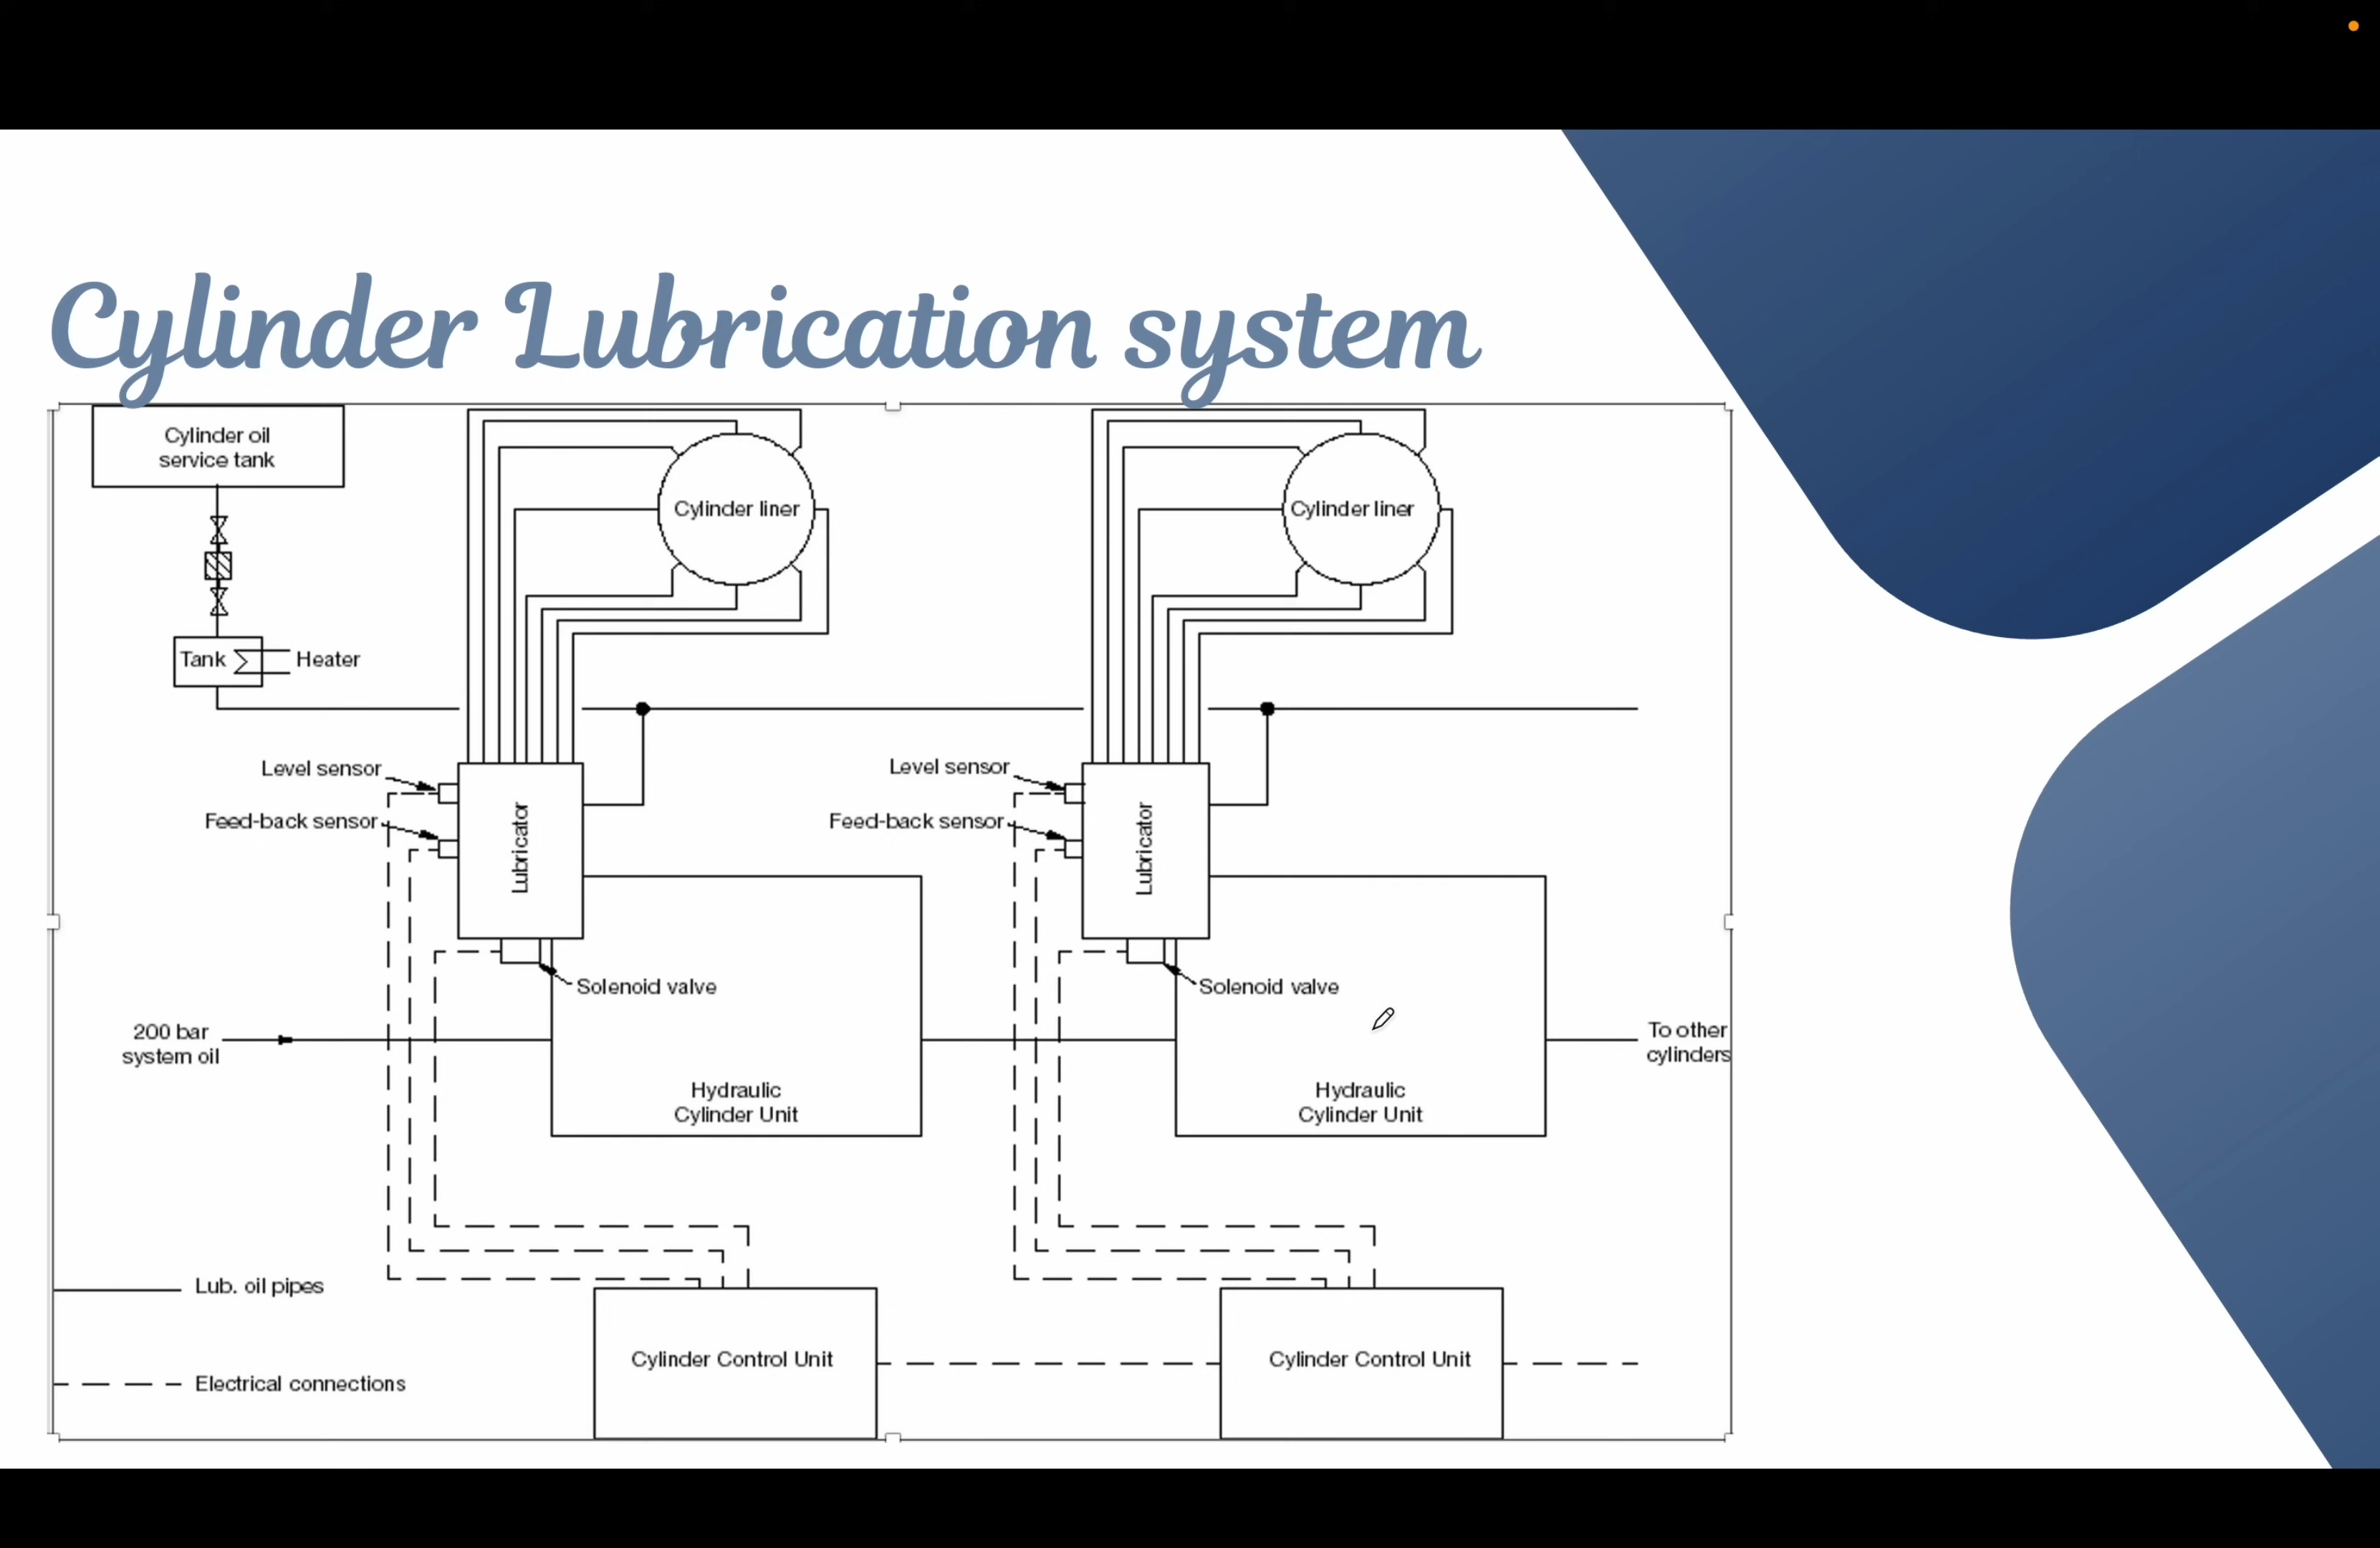 Cylinder Lubrication system
Cylinder oil
service tank
Cylinder liner
Cylinder liner
Tank
Heater
Level sensor
Level sensor
Feed-back sensor
Feed-back sensor
Lubricator
Lubricator
Solenoid valve
Solenoid valve
200 bar
system oil
To other
cylinders
Hydraulic
Cylinder Unit
Hydraulic
Cylinder Unit
Lub. oil pipes
Cylinder Control Unit
Cylinder Control Unit
Electrical connections